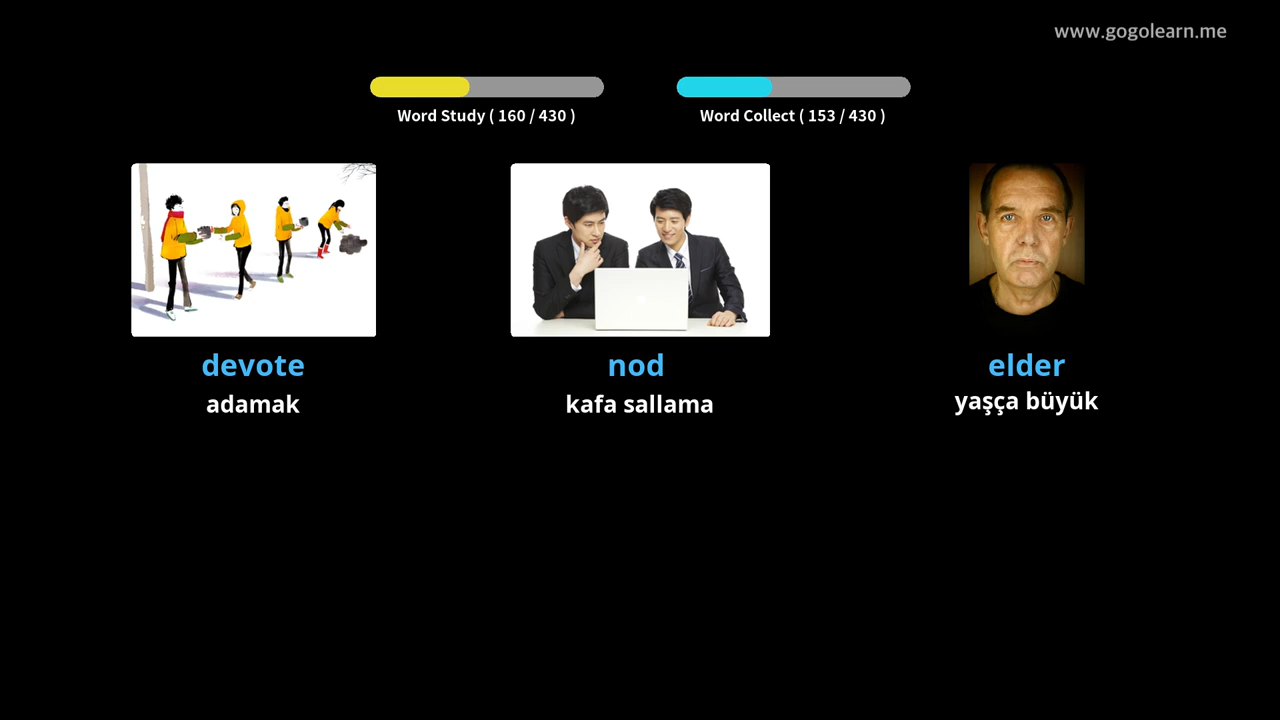 www.gogolearn.me
Word Study ( 160 / 430 )
Word Collect ( 153 / 430 )
devote
nod
elder
adamak
kafa sallama
yaşça büyük